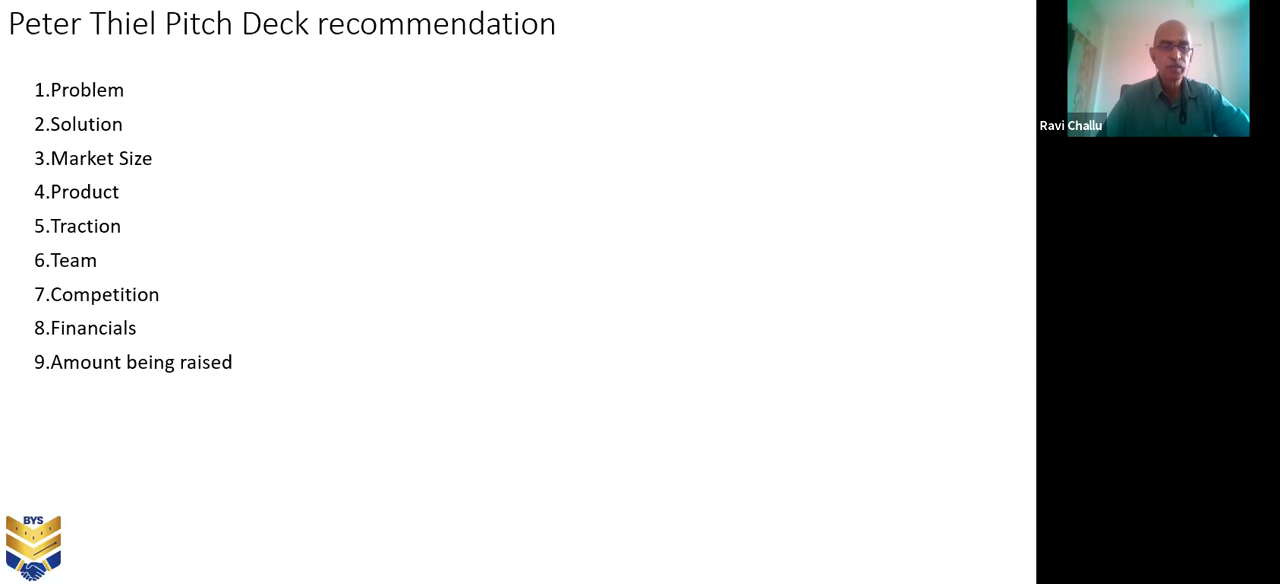 Peter Thiel Pitch Deck recommendation
1.Problem
2.Solution
3.Market Size
4.Product
5.Traction
6.Team
7.Competition
8.Financials
9.Amount being raised
Ravi Challu
BYS